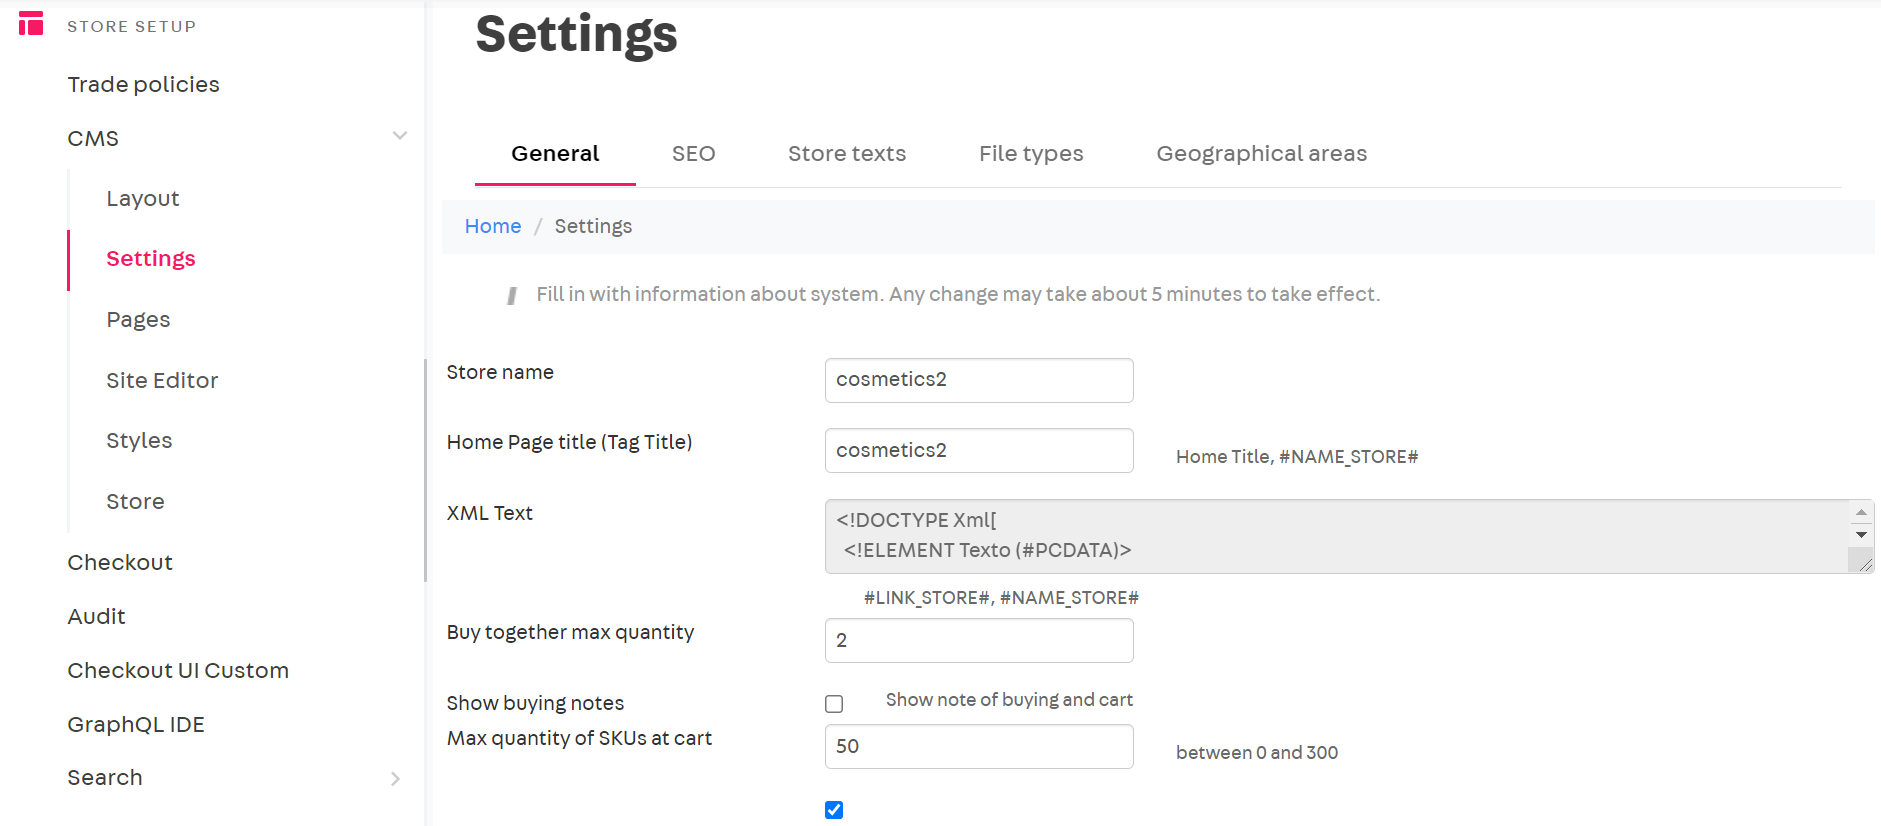 STORE SETUP
Trade policies
CMS
Layout
Settings
Pages
Site Editor
Styles
Store
Checkout
Audit
Checkout UI Custom
GraphQL IDE
Search
Settings
General SEO Store texts File types Geographical areas
Home / Settings
Fill in with information about system. Any change may take about 5 minutes to take effect.
Store name cosmetics2
Home Page title (Tag Title) cosmetics2 Home Title, #NAME_STORE#
XML Text <!DOCTYPE Xml[
<!ELEMENT Texto (#PCDATA)>
#LINK_STORE#, #NAME_STORE#
Buy together max quantity 2
Show buying notes Show note of buying and cart
Max quantity of SKUs at cart 50 between 0 and 300